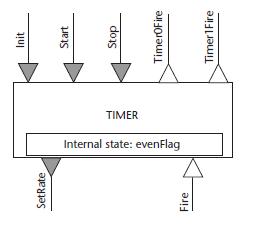 Init
Start
Stop
Timer0Fire
Timer1Fire
TIMER
Internal state: evenFlag
SetRate
Fire